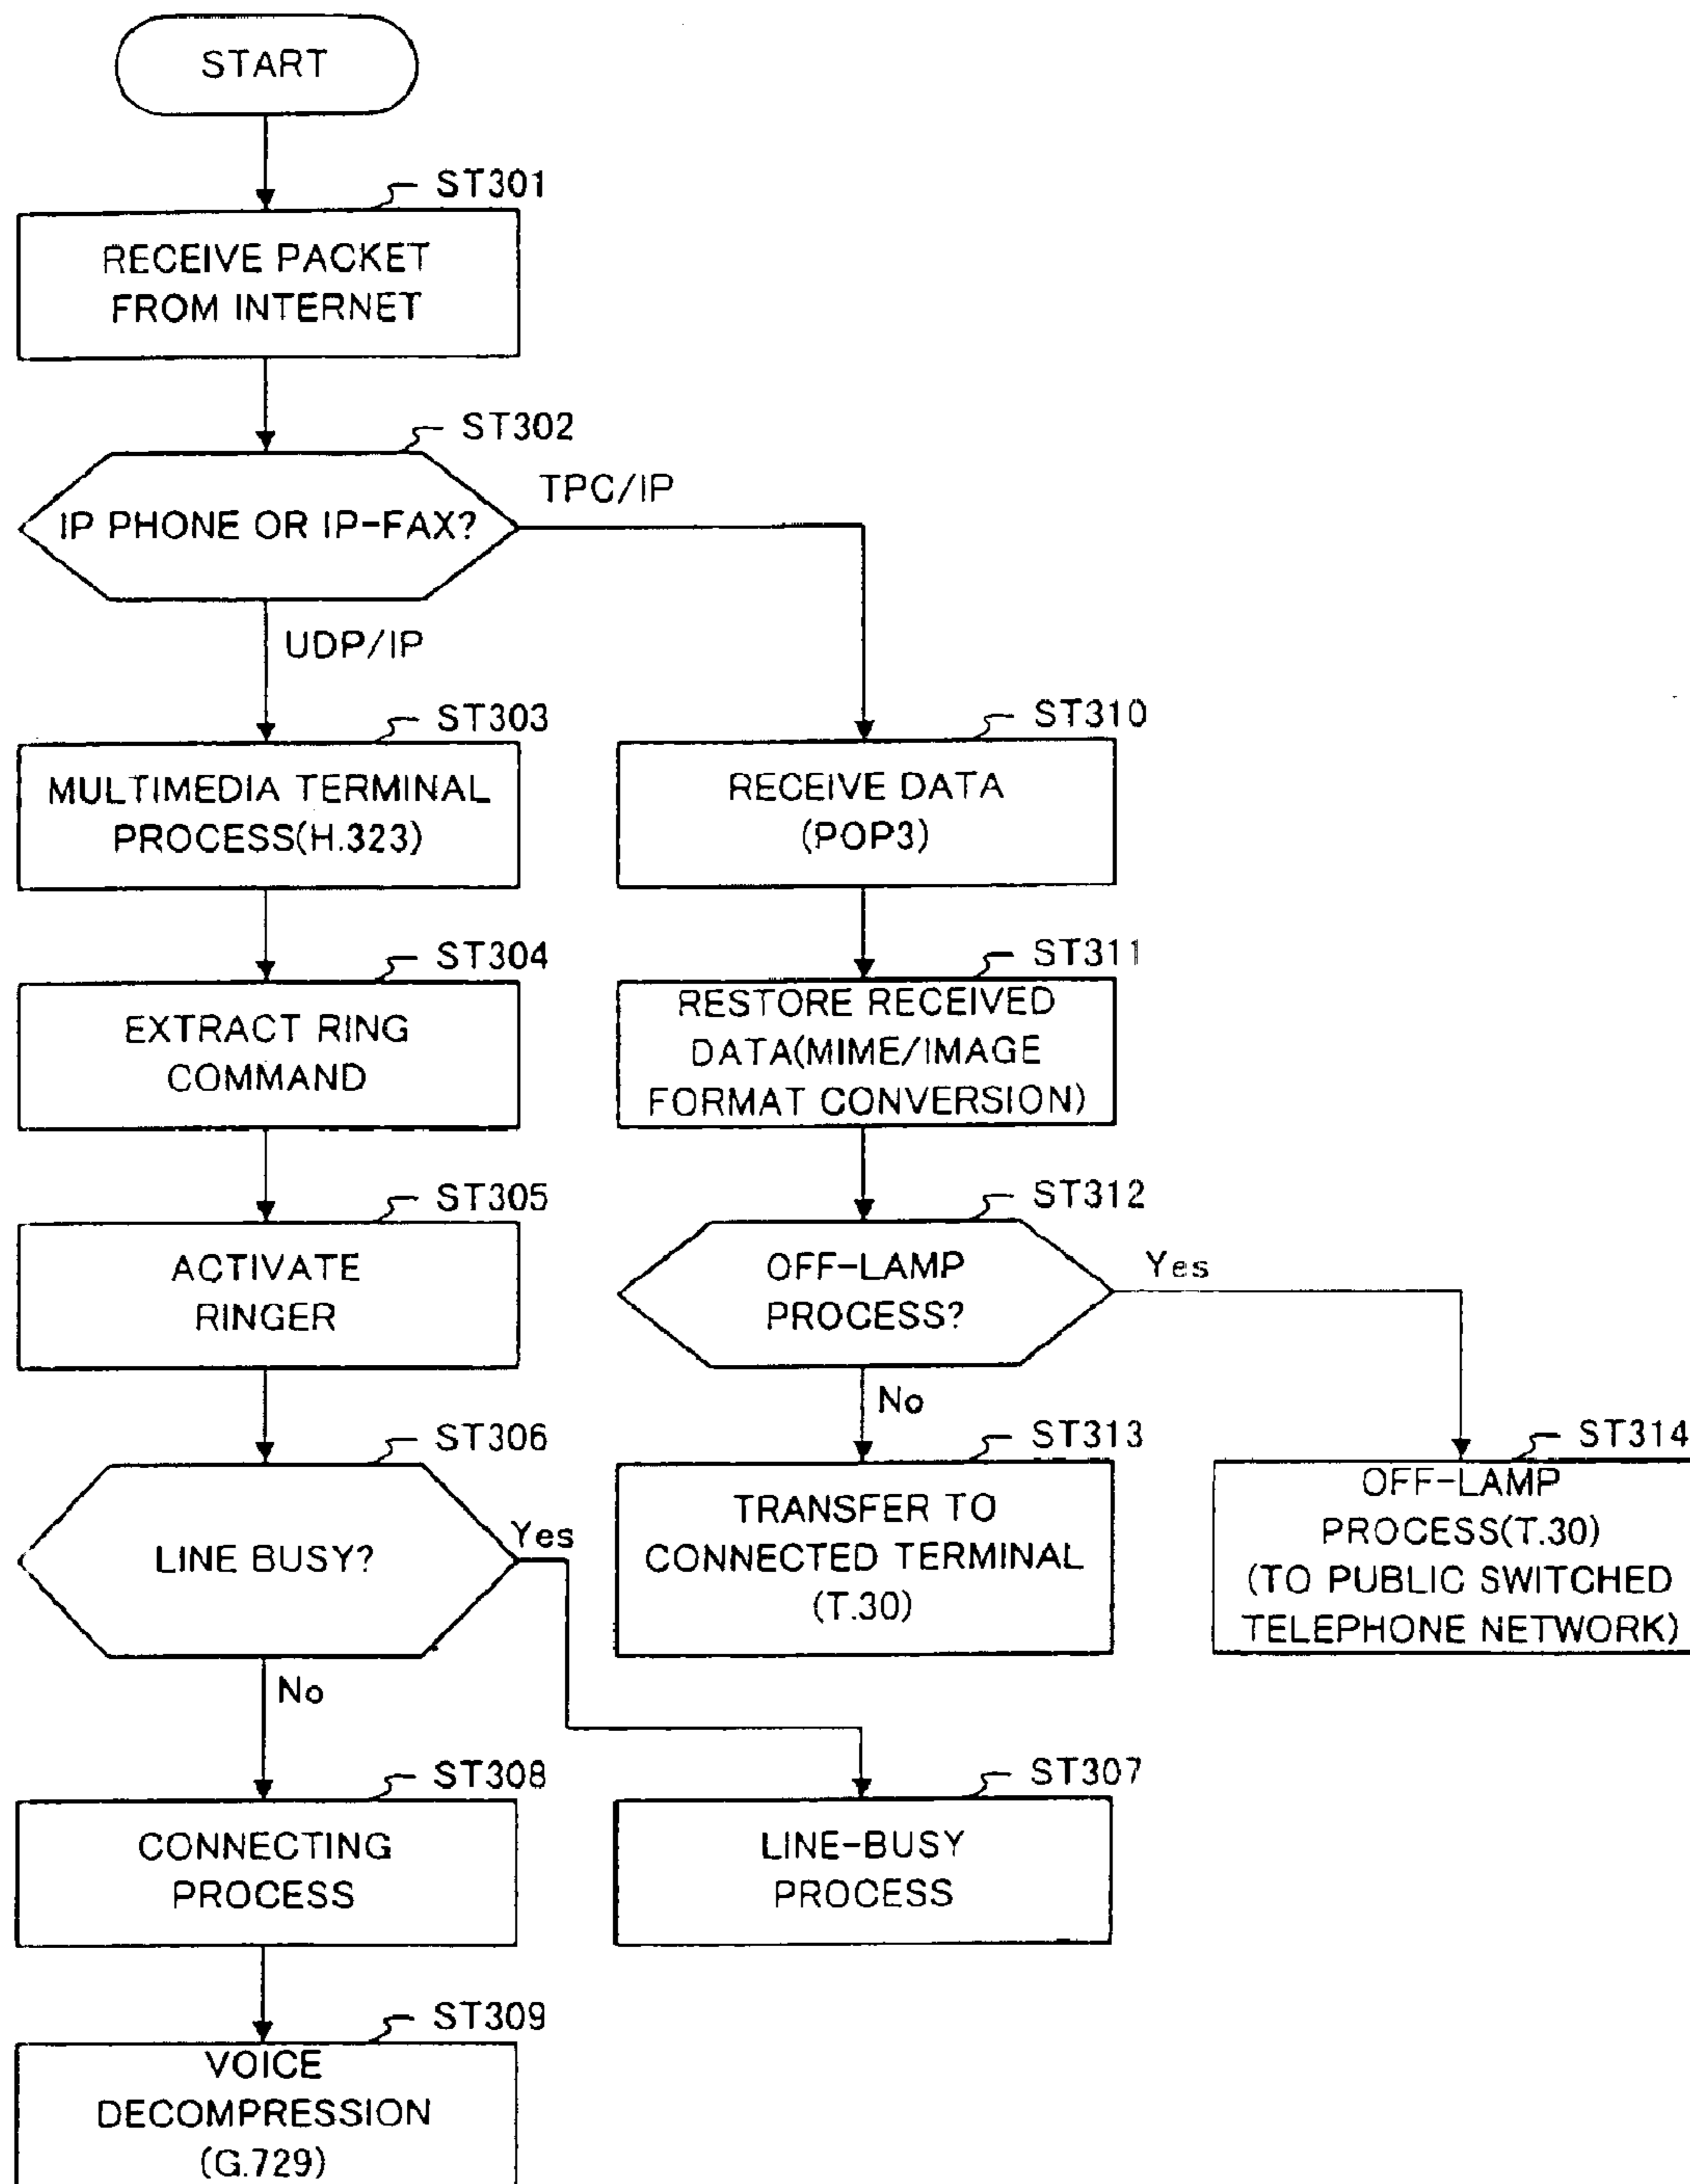 START
ST301
RECEIVE PACKET
FROM INTERNET
ST302
IP PHONE OR IP-FAX?
TPC/IP
UDP/IP
ST303
MULTIMEDIA TERMINAL
PROCESS(H.323)
ST304
EXTRACT RING
COMMAND
ST305
ACTIVATE
RINGER
ST306
LINE BUSY?
Yes
No
ST308
CONNECTING
PROCESS
ST309
VOICE
DECOMPRESSION
(G.729)
ST310
RECEIVE DATA
(POP3)
ST311
RESTORE RECEIVED
DATA(MIME/IMAGE
FORMAT CONVERSION)
ST312
OFF-LAMP
PROCESS?
Yes
No
ST313
TRANSFER TO
CONNECTED TERMINAL
(T.30)
ST307
LINE-BUSY
PROCESS
ST314
OFF-LAMP
PROCESS(T.30)
(TO PUBLIC SWITCHED
TELEPHONE NETWORK)